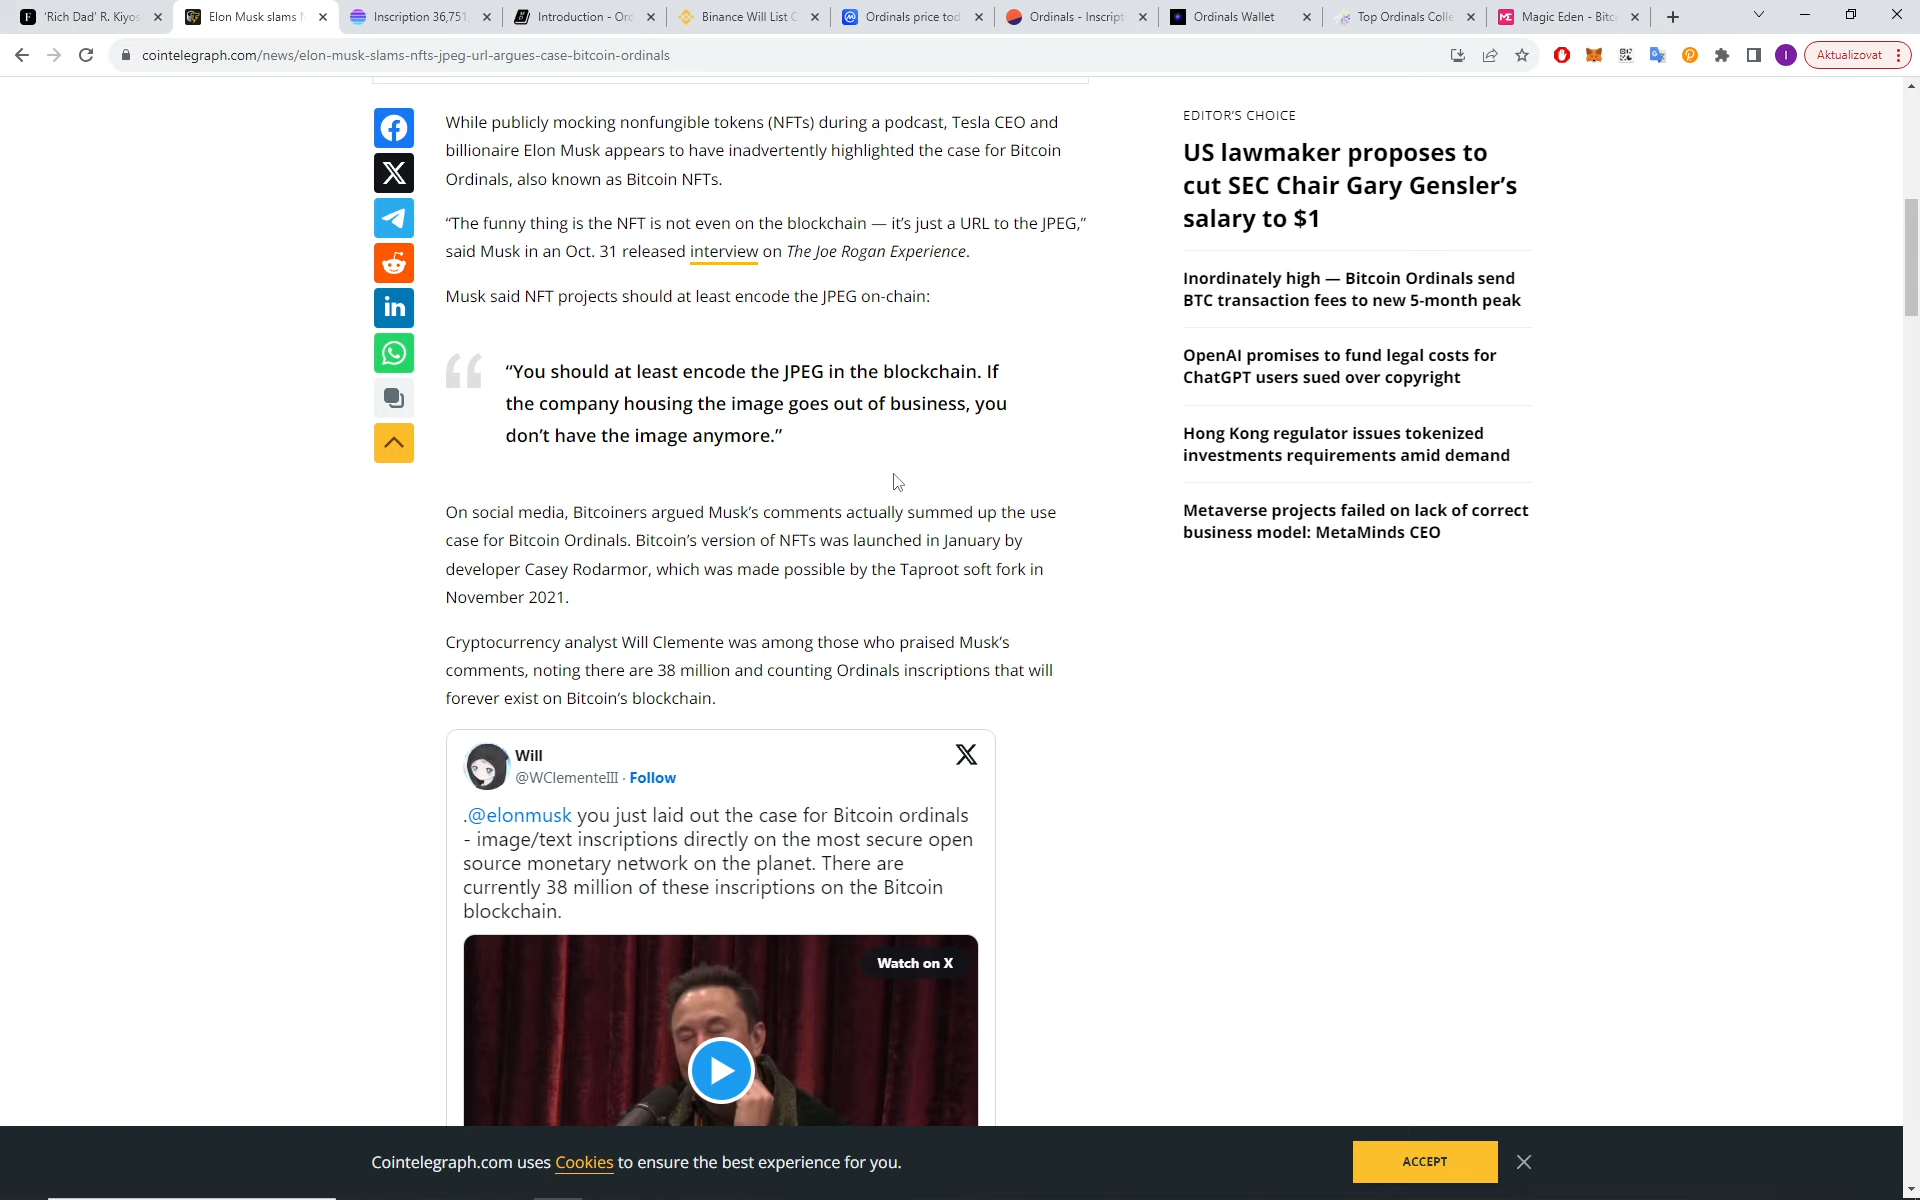 'Rich Dad' R. Kiyos
Elon Musk slams N
Inscription 36,751,
Introduction - Ord
Binance Will List O
Ordinals price tod
Ordinals - Inscript
Ordinals Wallet
Top Ordinals Colle
Magic Eden - Bitc
cointelegraph.com/news/elon-musk-slams-nfts-jpeg-url-argues-case-bitcoin-ordinals
Aktualizovat
While publicly mocking nonfungible tokens (NFTs) during a podcast, Tesla CEO and
billionaire Elon Musk appears to have inadvertently highlighted the case for Bitcoin
Ordinals, also known as Bitcoin NFTs.
“The funny thing is the NFT is not even on the blockchain — it’s just a URL to the JPEG,”
said Musk in an Oct. 31 released interview on The Joe Rogan Experience.
Musk said NFT projects should at least encode the JPEG on-chain:
“You should at least encode the JPEG in the blockchain. If
the company housing the image goes out of business, you
don’t have the image anymore.”
On social media, Bitcoiners argued Musk’s comments actually summed up the use
case for Bitcoin Ordinals. Bitcoin’s version of NFTs was launched in January by
developer Casey Rodarmor, which was made possible by the Taproot soft fork in
November 2021.
Cryptocurrency analyst Will Clemente was among those who praised Musk’s
comments, noting there are 38 million and counting Ordinals inscriptions that will
forever exist on Bitcoin’s blockchain.
Will
@WClementeIII · Follow
.@elonmusk you just laid out the case for Bitcoin ordinals
- image/text inscriptions directly on the most secure open
source monetary network on the planet. There are
currently 38 million of these inscriptions on the Bitcoin
blockchain.
Watch on X
EDITOR’S CHOICE
US lawmaker proposes to
cut SEC Chair Gary Gensler’s
salary to $1
Inordinately high — Bitcoin Ordinals send
BTC transaction fees to new 5-month peak
OpenAI promises to fund legal costs for
ChatGPT users sued over copyright
Hong Kong regulator issues tokenized
investments requirements amid demand
Metaverse projects failed on lack of correct
business model: MetaMinds CEO
Cointelegraph.com uses Cookies to ensure the best experience for you.
ACCEPT